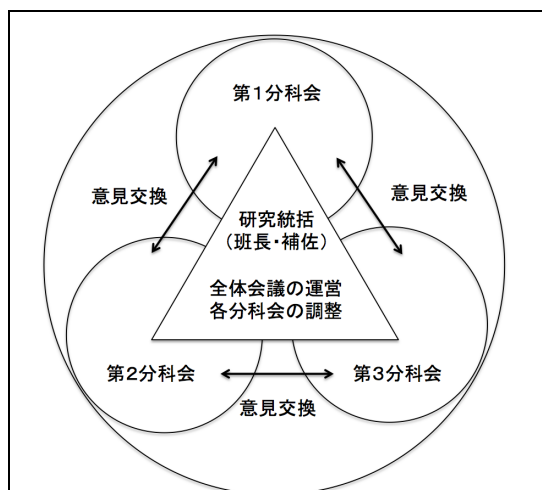 第1分科会
意見交換
意見交換
研究統括
（班長・補佐）
全体会議の運営
各分科会の調整
第2分科会
第3分科会
意見交換